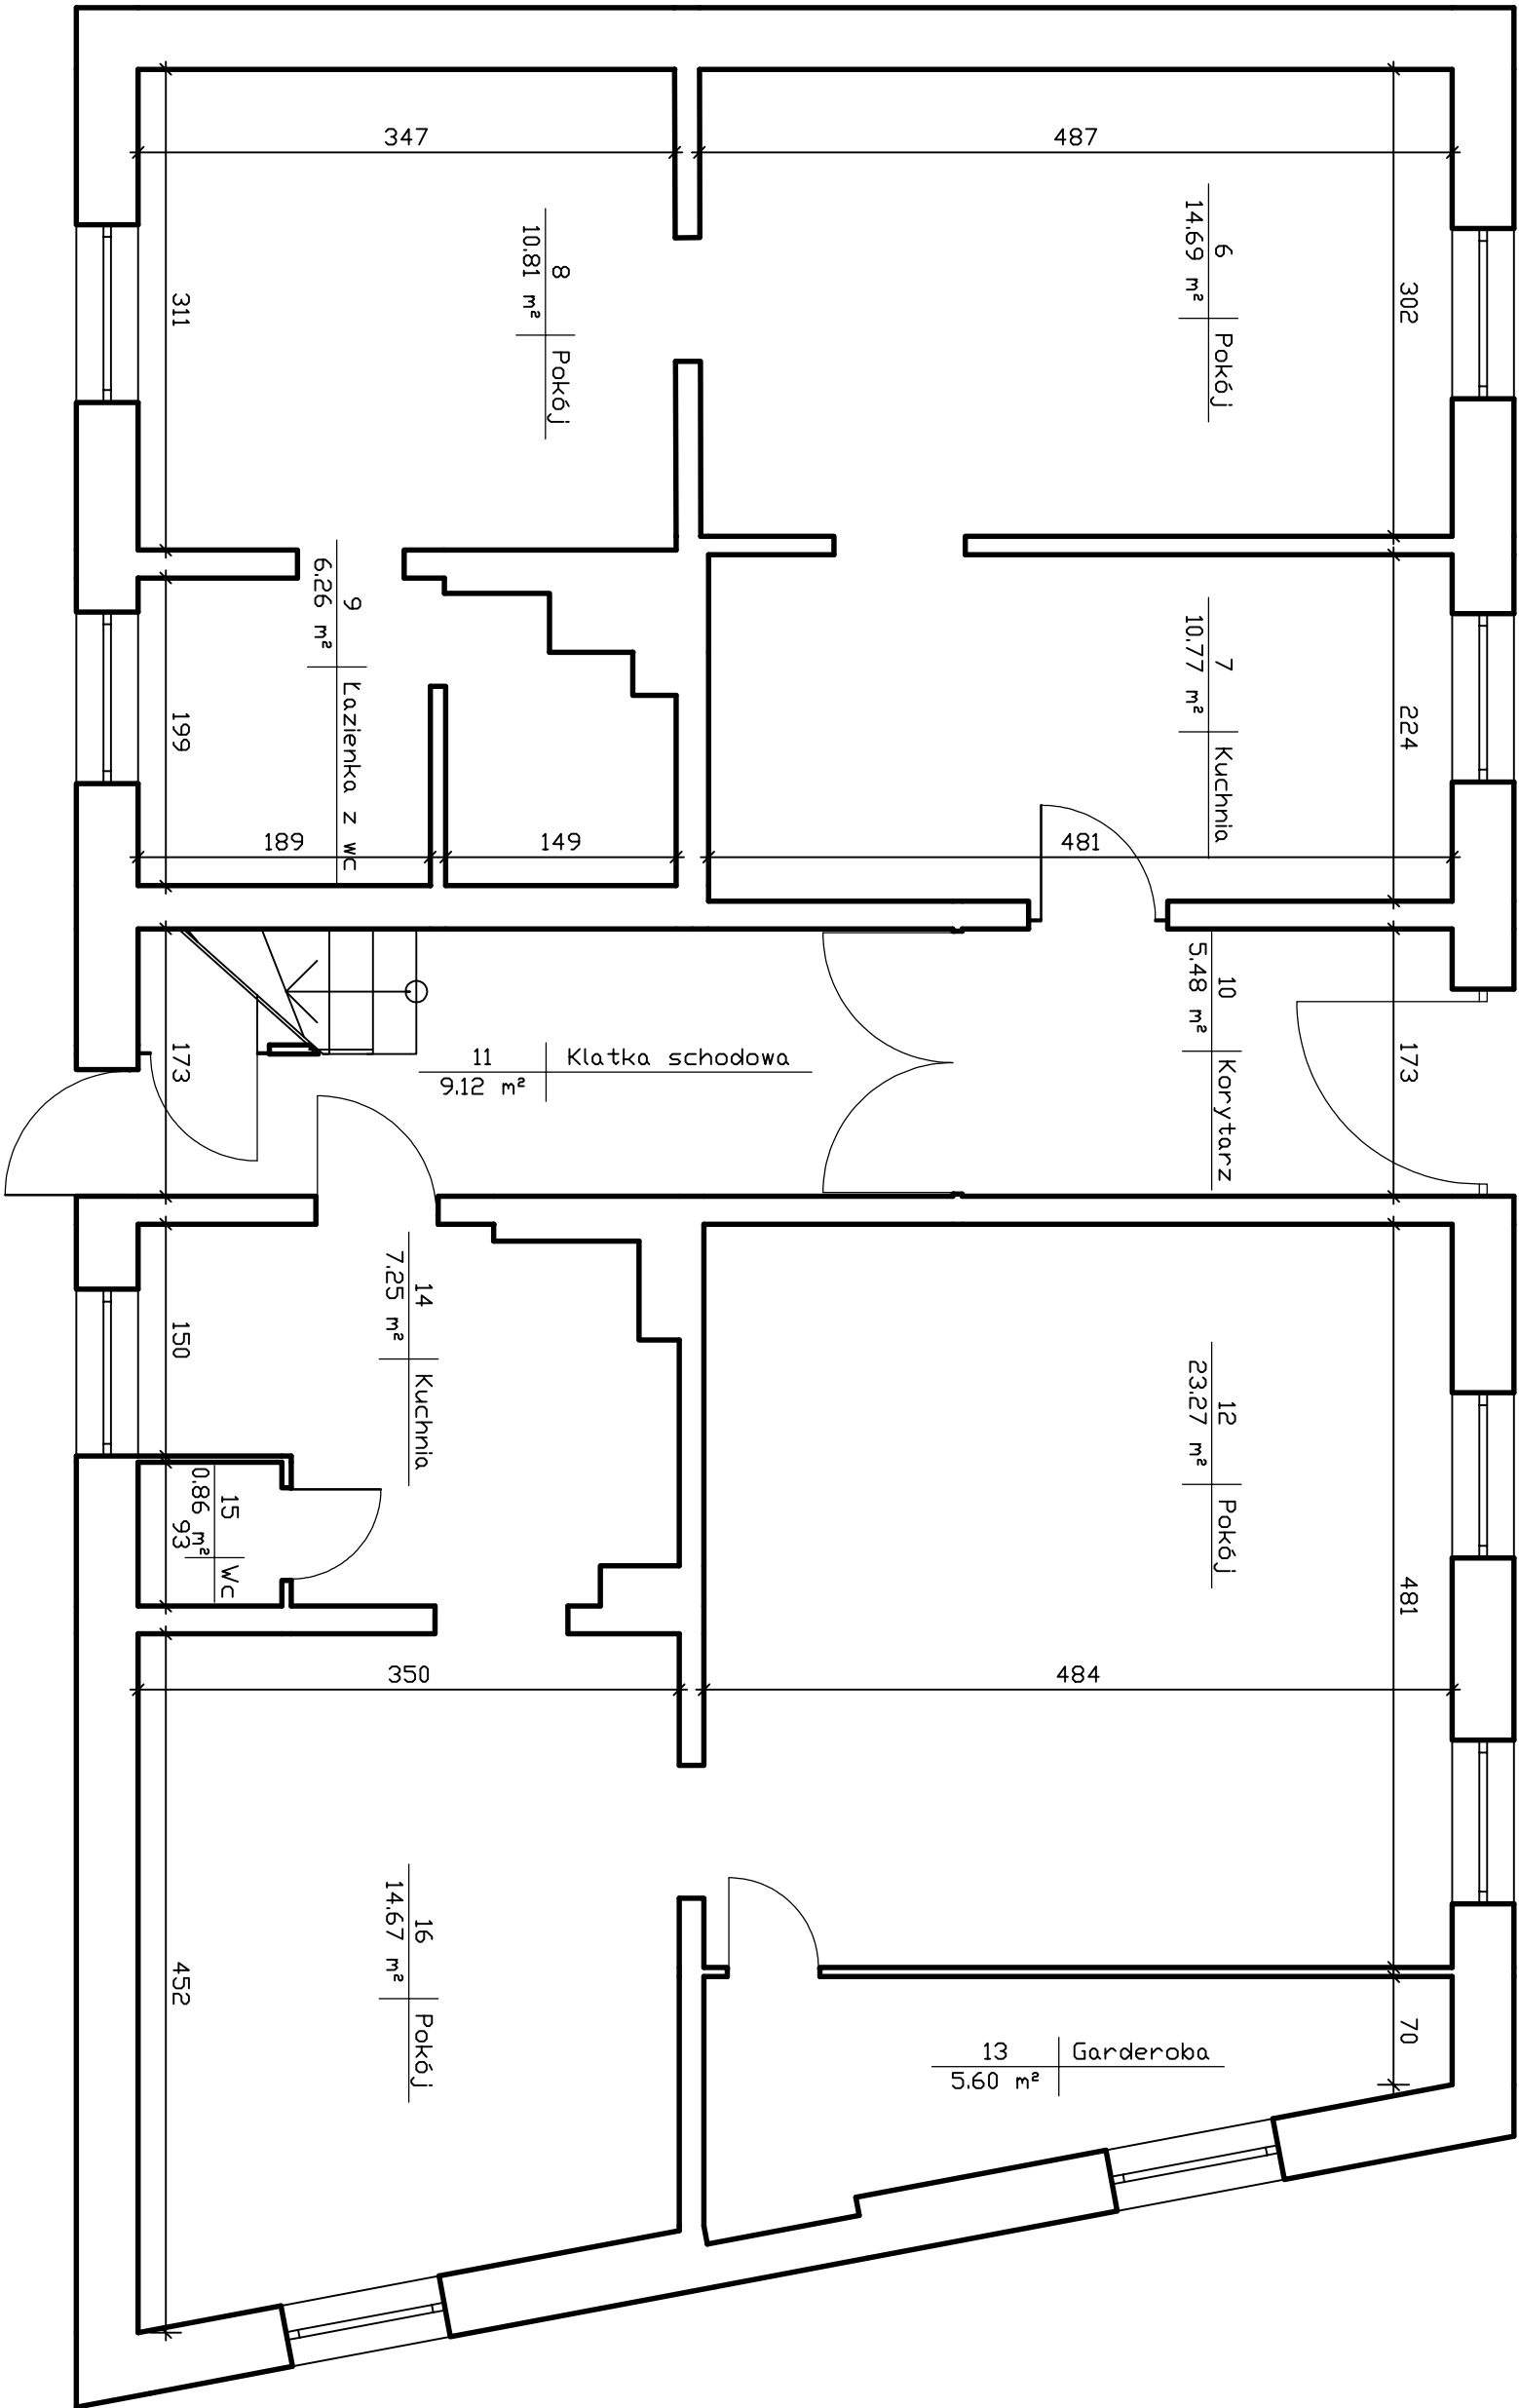 347
487
6
14.69 m²
Pokój
302
8
10.81 m²
Pokój
311
9
6.26 m²
Łazienka z wc
199
7
10.77 m²
Kuchnia
224
189
149
481
10
5.48 m²
Korytarz
173
11
Klatka schodowa
9.12 m²
173
14
7.25 m²
Kuchnia
150
12
23.27 m²
Pokój
481
15
0.86 m²
Wc
93
350
484
16
14.67 m²
Pokój
452
13
Garderoba
5.60 m²
70